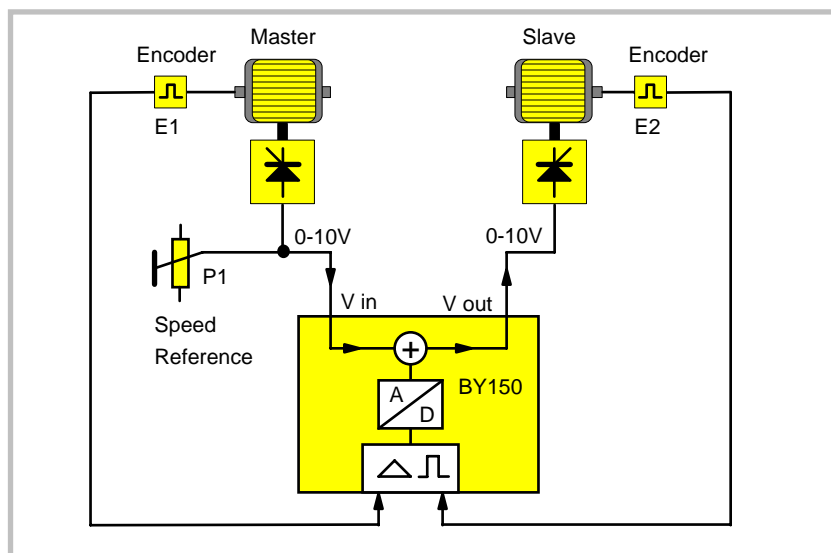 Encoder
Master
Slave
Encoder
E1
E2
0-10V
0-10V
P1
V in
V out
Speed
Reference
BY150
A
D